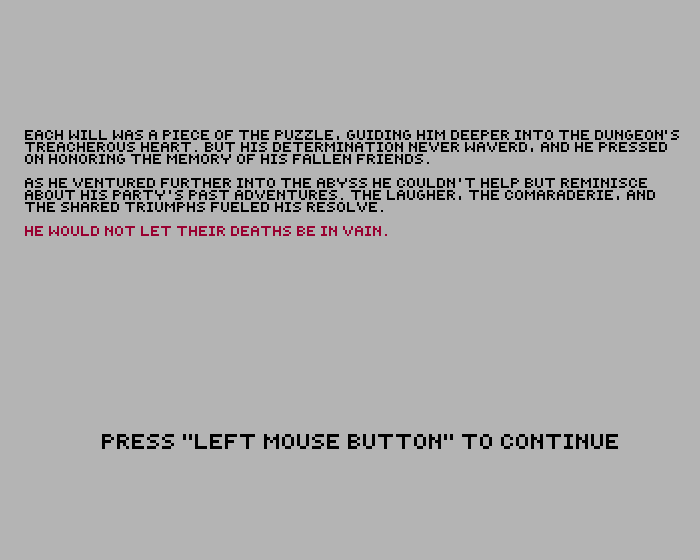 EACH WILL WAS A PIECE OF THE PUZZLE, GUIDING HIM DEEPER INTO THE DUNGEON'S
TREACHEROUS HEART. BUT HIS DETERMINATION NEVER WAVERD, AND HE PRESSED
ON HONORING THE MEMORY OF HIS FALLEN FRIENDS.
AS HE VENTURED FURTHER INTO THE ABYSS HE COULDN'T HELP BUT REMINISCE
ABOUT HIS PARTY'S PAST ADVENTURES. THE LAUGHER, THE COMARADERIE, AND
THE SHARED TRIUMPHS FUELED HIS RESOLVE.
HE WOULD NOT LET THEIR DEATHS BE IN VAIN.
PRESS "LEFT MOUSE BUTTON" TO CONTINUE